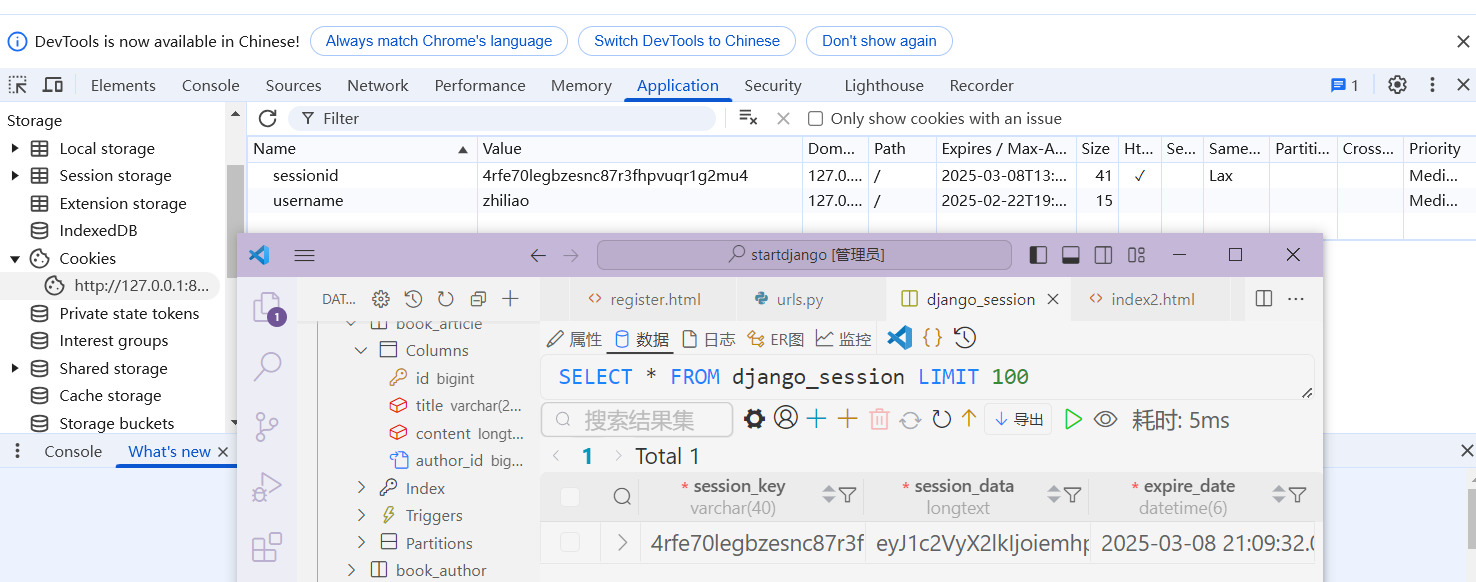 DevTools is now available in Chinese! Always match Chrome's language Switch DevTools to Chinese Don't show again
Elements Console Sources Network Performance Memory Application Security Lighthouse Recorder 1
Storage
Filter Only show cookies with an issue
Local storage
Session storage
Extension storage
IndexedDB
Cookies
http://127.0.0.1:8...
Private state tokens
Interest groups
Shared storage
Cache storage
Storage buckets
Name Value Dom... Path Expires / Max-A... Size Ht... Se... Same... Partiti... Cross... Priority
sessionid 4rfe70legbzesnc87r3fhpvuqr1g2mu4 127.0.... / 2025-03-08T13:... 41 ✓ Lax Medi...
username zhiliao 127.0.... / 2025-02-22T19:... 15 Medi...
Console What's new
startdjango [管理员]
1
DAT...
book_article
Columns
id bigint
title varchar(2...
content longt...
author_id big...
Index
Triggers
Partitions
book_author
register.html urls.py django_session index2.html
属性 数据 日志 ER图 监控
SELECT * FROM django_session LIMIT 100
搜索结果集 导出 耗时: 5ms
1 Total 1
* session_key * session_data * expire_date
varchar(40) longtext datetime(6)
4rfe70legbzesnc87r3f eyJ1c2VyX2lkIjoiemhp 2025-03-08 21:09:32.0